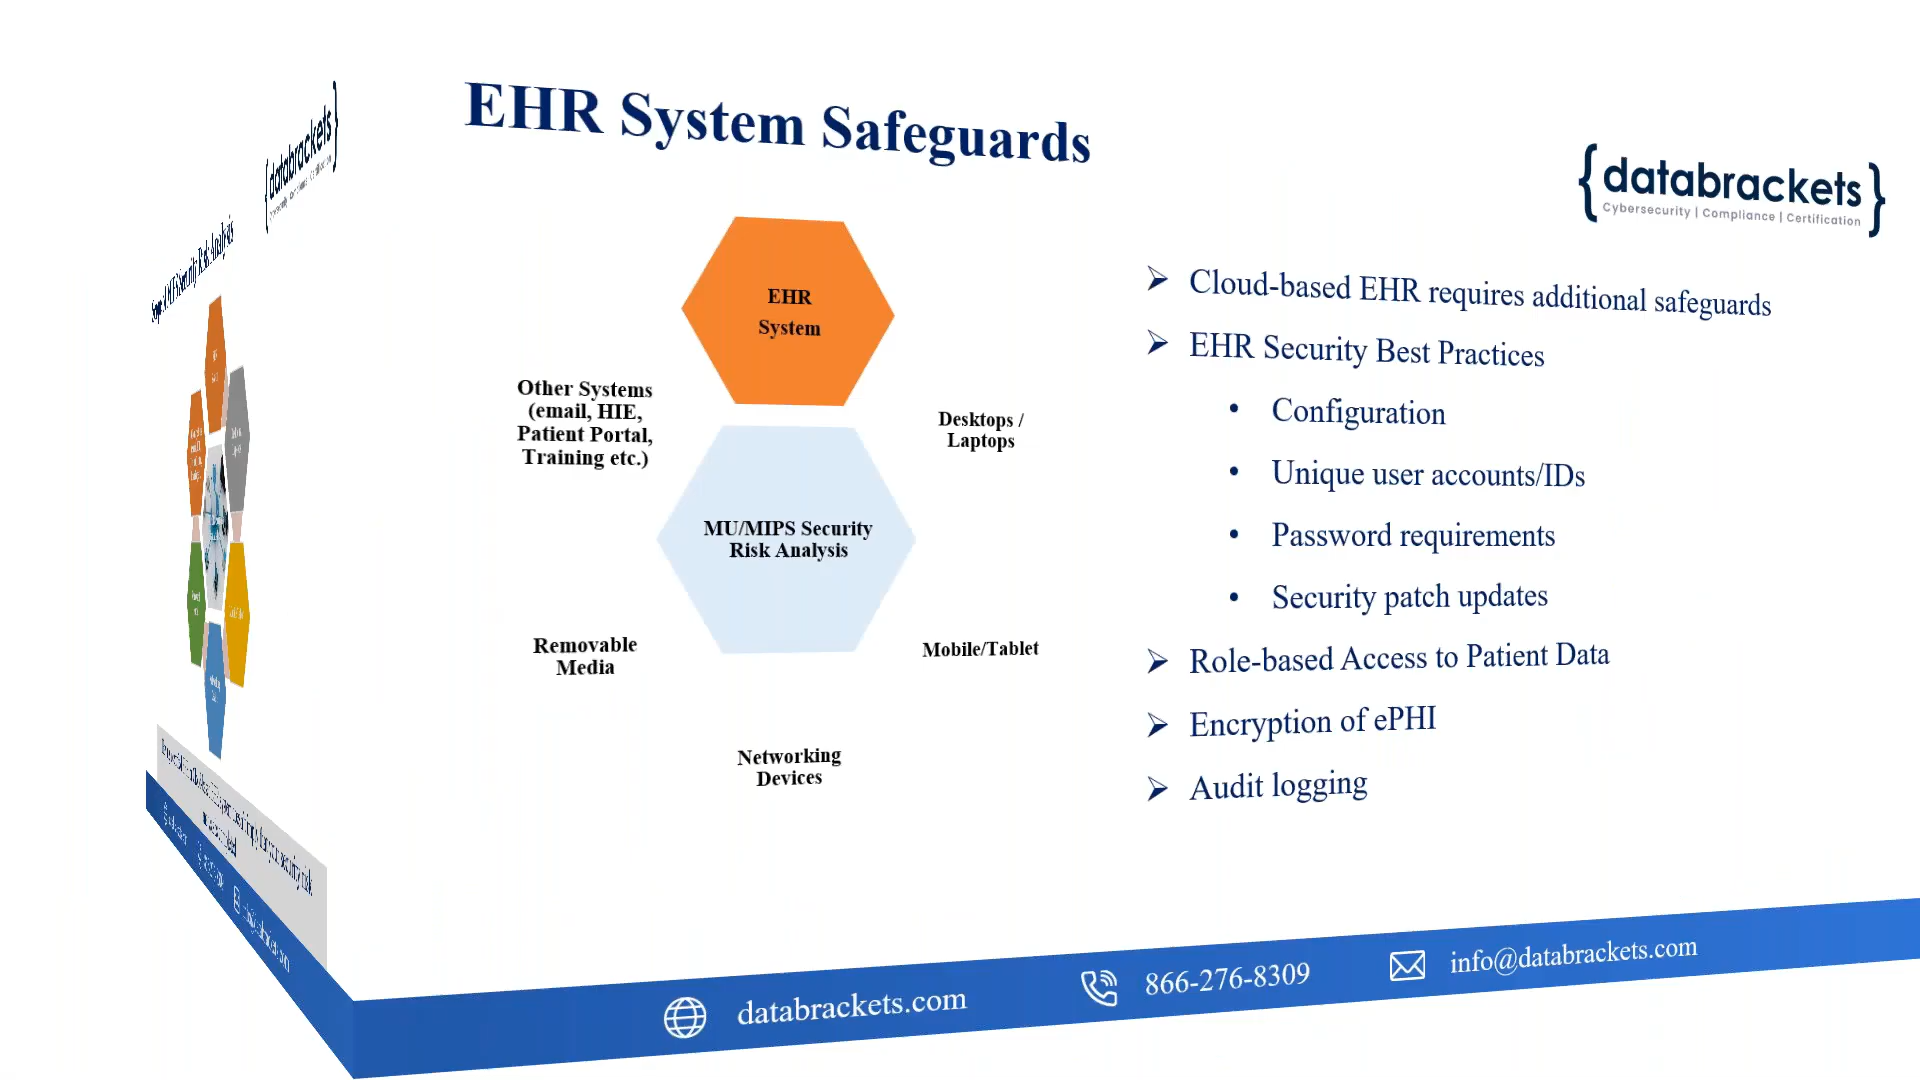 {databrackets}
EHR System Safeguards
{databrackets}
Cybersecurity | Compliance | Certification
EHR
System
Other Systems
(email, HIE,
Patient Portal,
Training etc.)
Desktops /
Laptops
MU/MIPS Security
Risk Analysis
Removable
Media
Mobile/Tablet
Networking
Devices
➢ Cloud-based EHR requires additional safeguards
➢ EHR Security Best Practices
• Configuration
• Unique user accounts/IDs
• Password requirements
• Security patch updates
➢ Role-based Access to Patient Data
➢ Encryption of ePHI
➢ Audit logging
databrackets.com
866-276-8309
info@databrackets.com